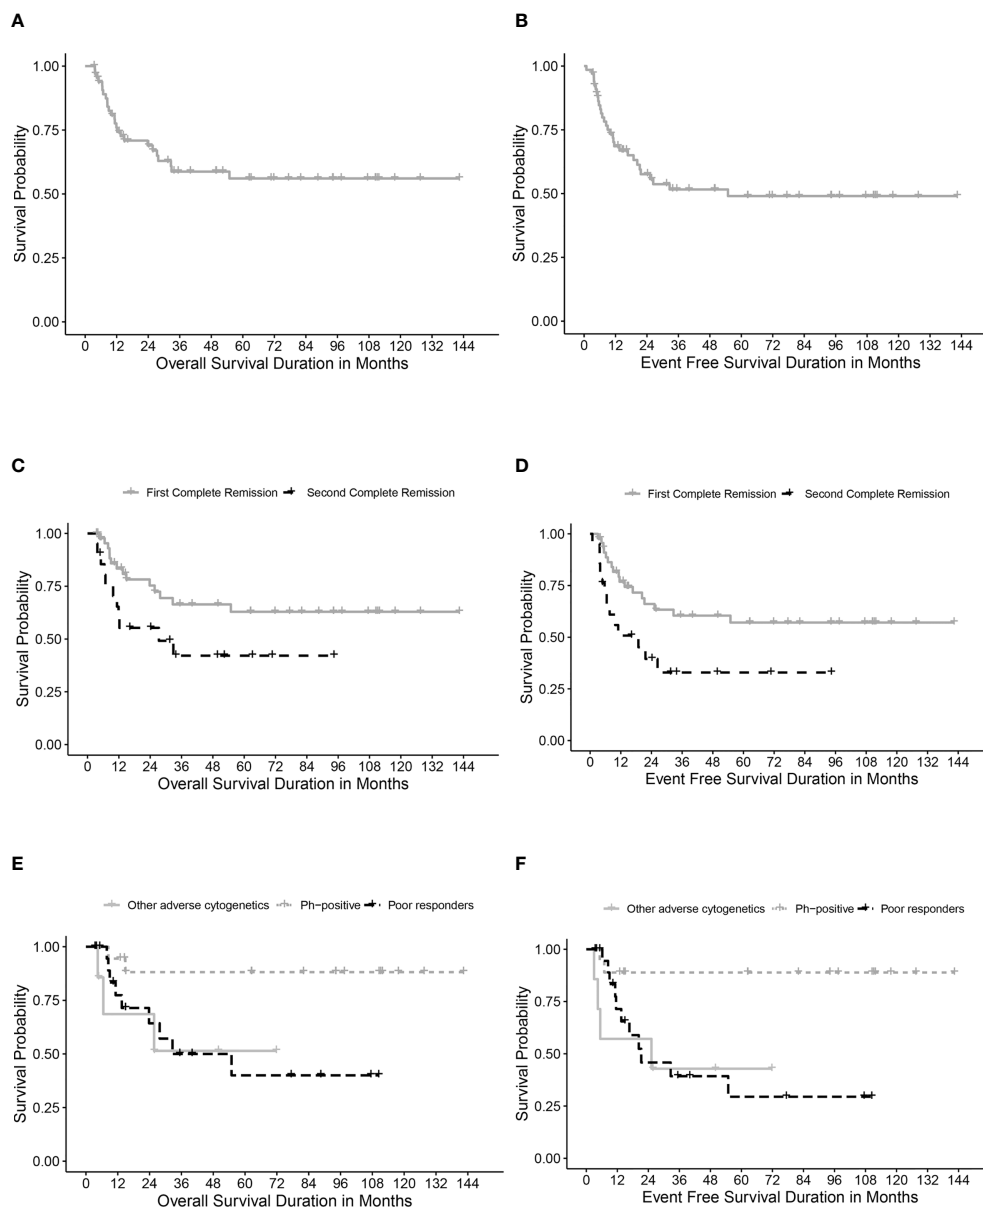 A
B
1.00
0.75
0.50
0.25
0.00
Survival Probability
0 12 24 36 48 60 72 84 96 108 120 132 144
Overall Survival Duration in Months
1.00
0.75
0.50
0.25
0.00
Survival Probability
0 12 24 36 48 60 72 84 96 108 120 132 144
Event Free Survival Duration in Months
C
D
First Complete Remission Second Complete Remission
1.00
0.75
0.50
0.25
0.00
Survival Probability
0 12 24 36 48 60 72 84 96 108 120 132 144
Overall Survival Duration in Months
First Complete Remission Second Complete Remission
1.00
0.75
0.50
0.25
0.00
Survival Probability
0 12 24 36 48 60 72 84 96 108 120 132 144
Event Free Survival Duration in Months
E
F
Other adverse cytogenetics Ph−positive Poor responders
1.00
0.75
0.50
0.25
0.00
Survival Probability
0 12 24 36 48 60 72 84 96 108 120 132 144
Overall Survival Duration in Months
Other adverse cytogenetics Ph−positive Poor responders
1.00
0.75
0.50
0.25
0.00
Survival Probability
0 12 24 36 48 60 72 84 96 108 120 132 144
Event Free Survival Duration in Months